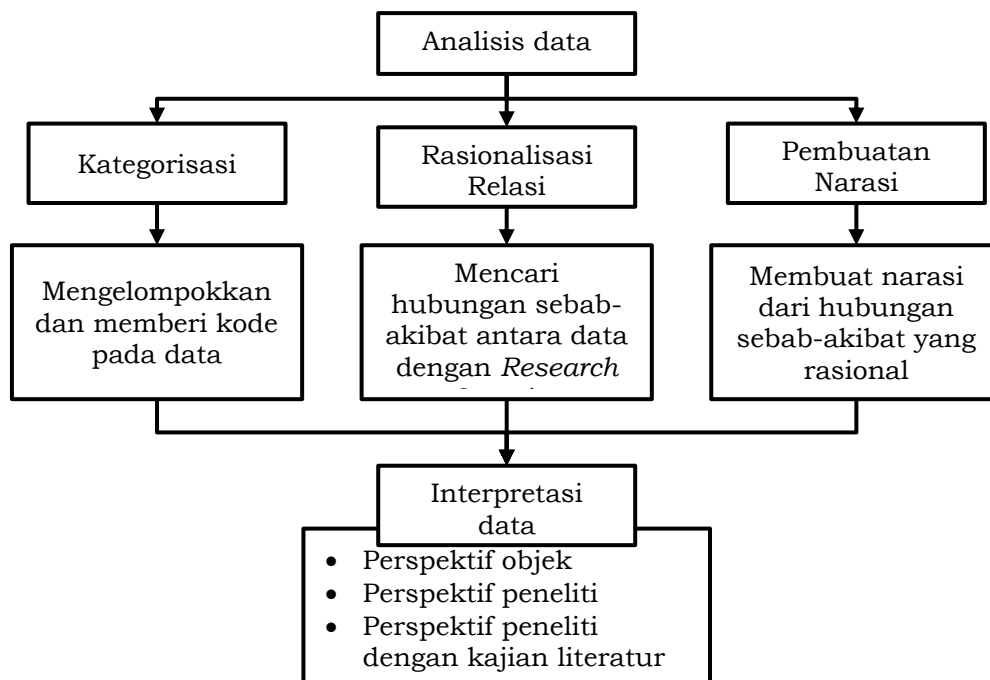 Analisis data
Kategorisasi
Rasionalisasi
Relasi
Pembuatan
Narasi
Mengelompokkan
dan memberi kode
pada data
Mencari
hubungan sebab-
akibat antara data
dengan Research
Membuat narasi
dari hubungan
sebab-akibat yang
rasional
Interpretasi
data
• Perspektif objek
• Perspektif peneliti
• Perspektif peneliti
dengan kajian literatur